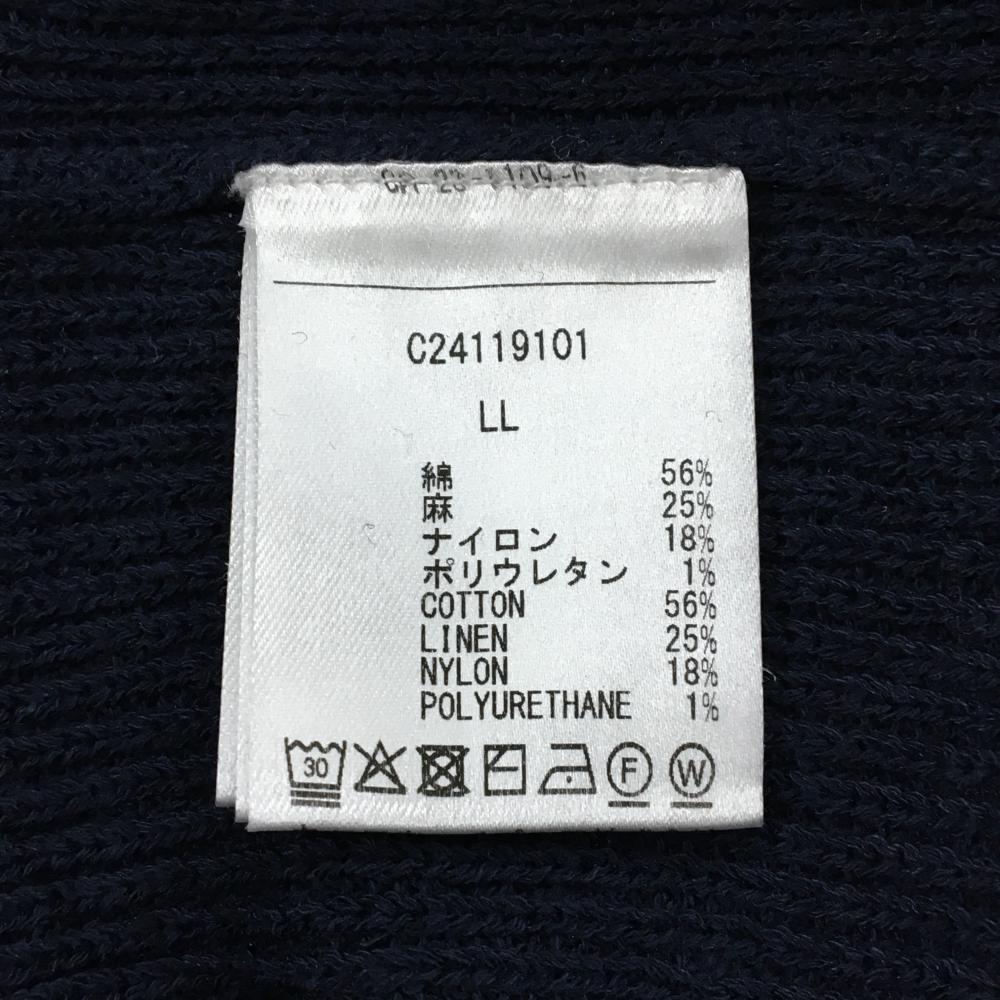 C24119101
LL
綿 56%
麻 25%
ナイロン 18%
ポリウレタン 1%
COTTON 56%
LINEN 25%
NYLON 18%
POLYURETHANE 1%
30 F W